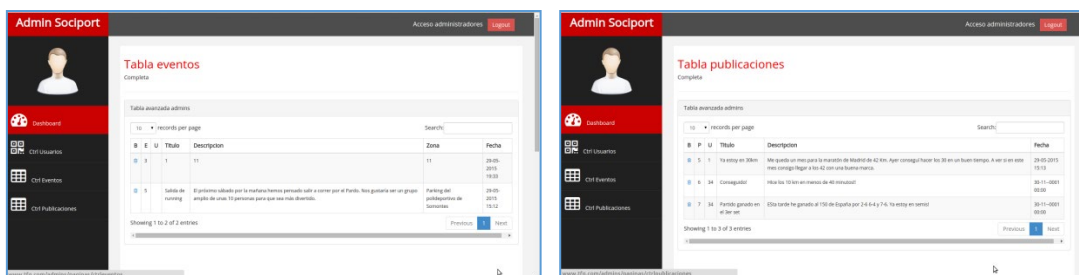 Admin Sociport
Acceso administradores Logout
Tabla eventos
Completa
Tabla avanzada admins
Dashboard
10 records per page Search:
Ctrl Usuarios
B E U Titulo Descripcion Zona Fecha
B 3 1 11 11 29-05-
2015
19:33
Ctrl Eventos
B 5 Salida de El próximo sábado por la mañana hemos pensado salir a correr por el Pardo. Nos gustaría ser un grupo Parking del 29-05-
running amplio de unas 10 personas para que sea más divertido. polideportivo de 2015
Somontes 15:12
Ctrl Publicaciones
Showing 1 to 2 of 2 entries Previous 1 Next
Admin Sociport
Acceso administradores Logout
Tabla publicaciones
Completa
Tabla avanzada admins
Dashboard
10 records per page Search:
Ctrl Usuarios
B P U Titulo Descripcion Fecha
B 5 1 Ya estoy en 30km Me quedo un mes para la maratón de Madrid de 42 Km. Ayer conseguí hacer los 30 en un buen tiempo. A ver si en este 29-05-2015
mes consigo llegar a los 42 con una buena marca. 15:13
Ctrl Eventos
B 6 34 Conseguido! Hice los 10 km en menos de 40 minutos!! 30-11--0001
00:00
B 7 34 Partido ganado en ESta tarde he ganado al 150 de España por 2-6 6-4 y 7-6. Ya estoy en semis! 30-11--0001
el 3er set 00:00
Ctrl Publicaciones
Showing 1 to 3 of 3 entries Previous 1 Next